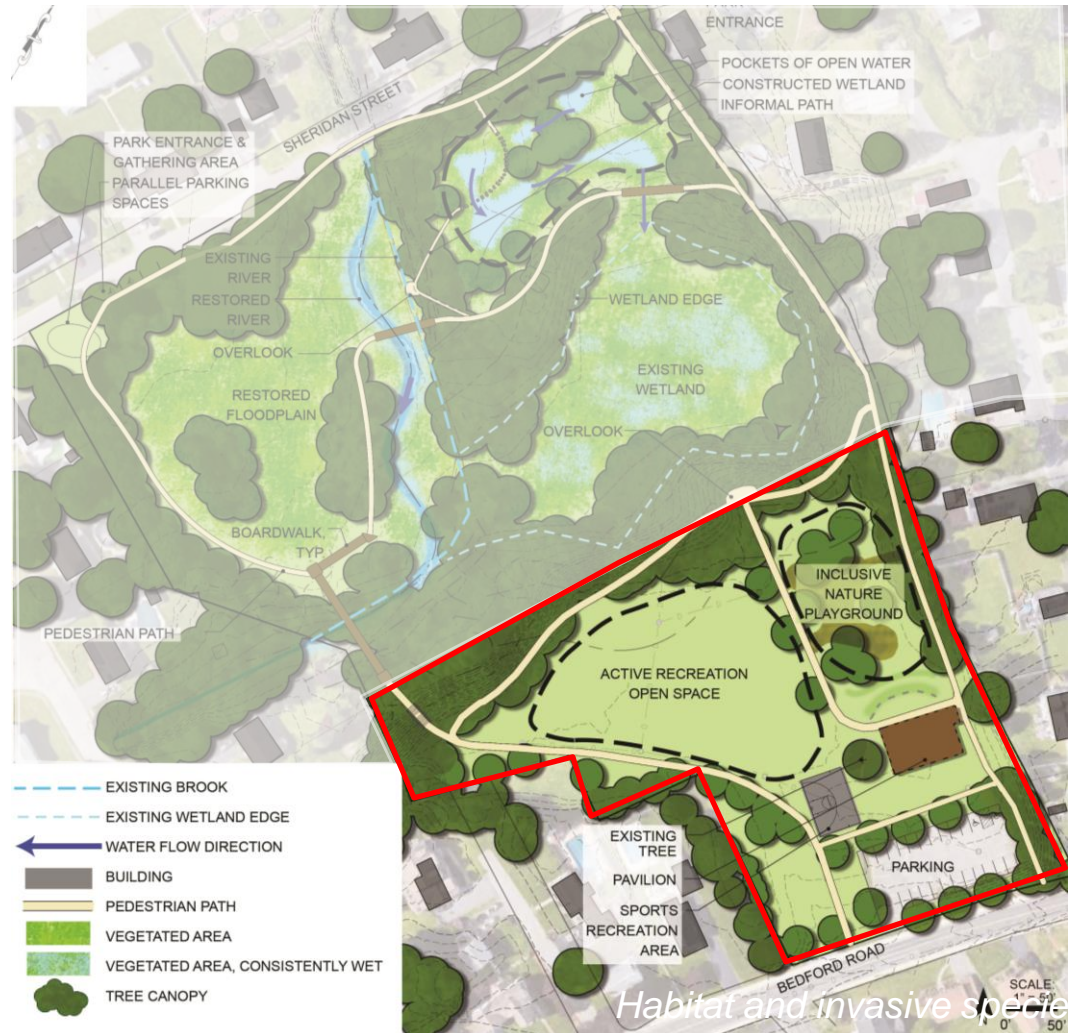 ENTRANCE
POCKETS OF OPEN WATER
CONSTRUCTED WETLAND
INFORMAL PATH
SHERIDAN STREET
PARK ENTRANCE &
GATHERING AREA
PARALLEL PARKING
SPACES
EXISTING
RIVER
RESTORED
RIVER
WETLAND EDGE
OVERLOOK
EXISTING
WETLAND
RESTORED
FLOODPLAIN
OVERLOOK
BOARDWALK,
TYP.
PEDESTRIAN PATH
INCLUSIVE
NATURE
PLAYGROUND
ACTIVE RECREATION
OPEN SPACE
EXISTING
TREE
PAVILION
SPORTS
RECREATION
AREA
PARKING
BEDFORD ROAD
EXISTING BROOK
EXISTING WETLAND EDGE
WATER FLOW DIRECTION
BUILDING
PEDESTRIAN PATH
VEGETATED AREA
VEGETATED AREA, CONSISTENTLY WET
TREE CANOPY
SCALE:
1" = 50'
0' 50'
Habitat and invasive specie